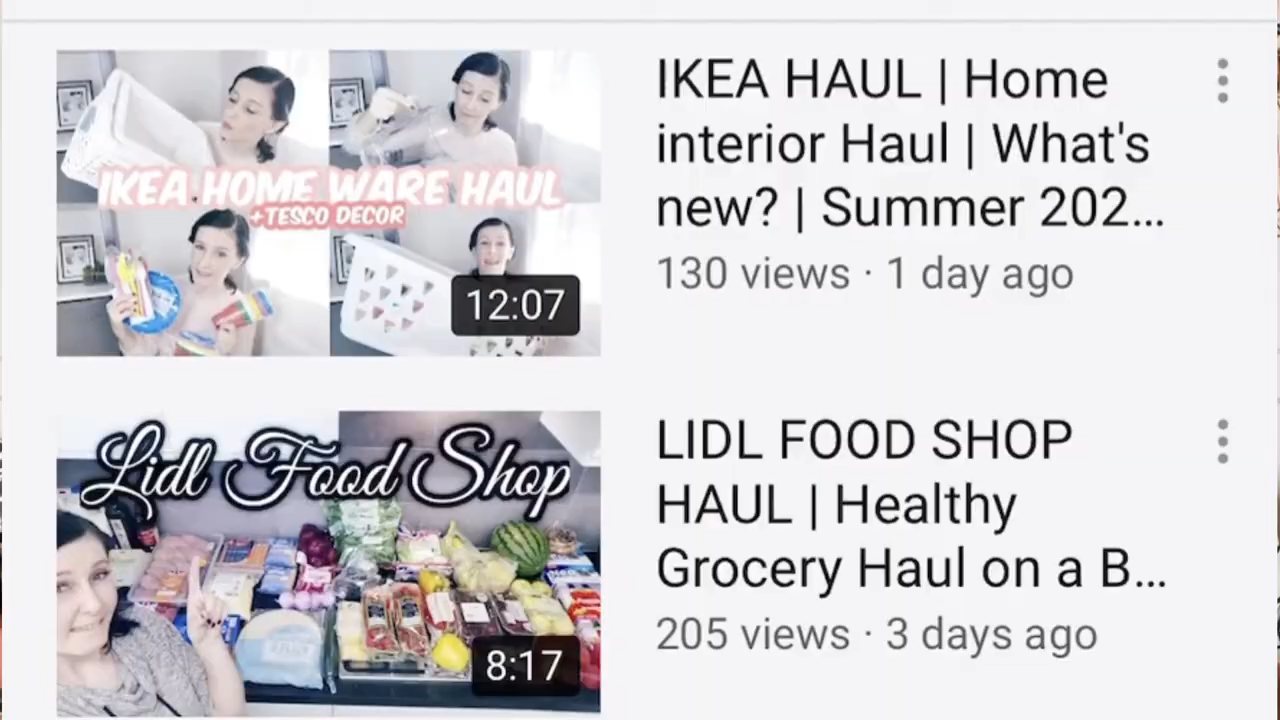 IKEA HOME WARE HAUL
+TESCO DECOR
12:07
IKEA HAUL | Home
interior Haul | What's
new? | Summer 202...
130 views · 1 day ago
Lidl Food Shop
8:17
LIDL FOOD SHOP
HAUL | Healthy
Grocery Haul on a B...
205 views · 3 days ago